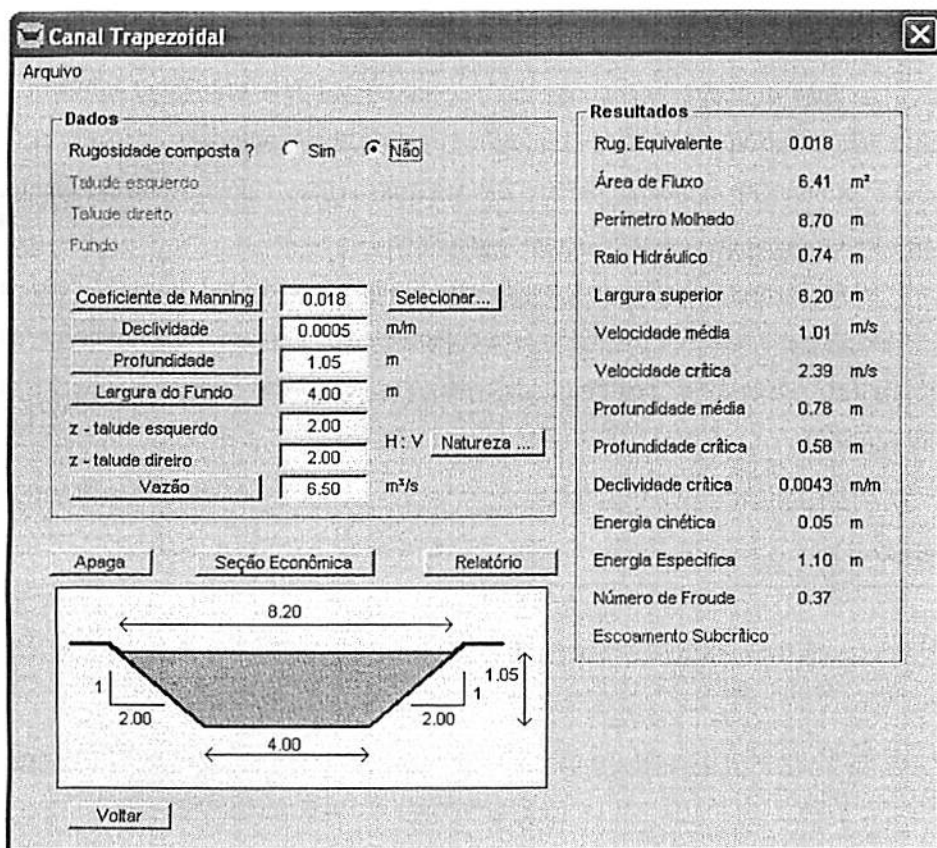 Canal Trapezoidal
Arquivo
Dados
Rugosidade composta ? Sim Não
Talude esquerdo
Talude direito
Fundo
Coeficiente de Manning 0.018 Selecionar...
Declividade 0.0005 m/m
Profundidade 1.05 m
Largura do Fundo 4.00 m
z - talude esquerdo 2.00
H : V Natureza ...
z - talude direiro 2.00
Vazão 6.50 m³/s
Apaga Seção Econômica Relatório
8.20
1 2.00
4.00
2.00 1
1.05
Voltar
Resultados
Rug. Equivalente 0.018
Área de Fluxo 6.41 m²
Perímetro Molhado 8.70 m
Raio Hidráulico 0.74 m
Largura superior 8.20 m
Velocidade média 1.01 m/s
Velocidade crítica 2.39 m/s
Profundidade média 0.78 m
Profundidade crítica 0.58 m
Declividade crítica 0.0043 m/m
Energia cinética 0.05 m
Energia Especifica 1.10 m
Número de Froude 0.37
Escoamento Subcrítico